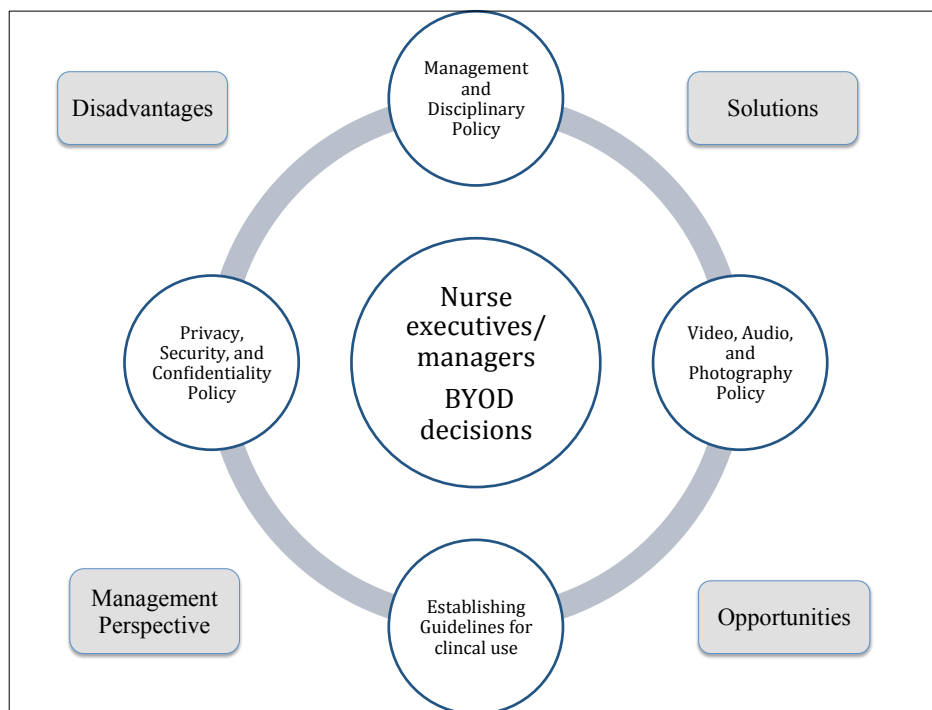 Management
and
Disciplinary
Policy
Disadvantages
Solutions
Privacy,
Security, and
Confidentiality
Policy
Nurse
executives/
managers
BYOD
decisions
Video, Audio,
and
Photography
Policy
Management
Perspective
Establishing
Guidelines for
clincal use
Opportunities